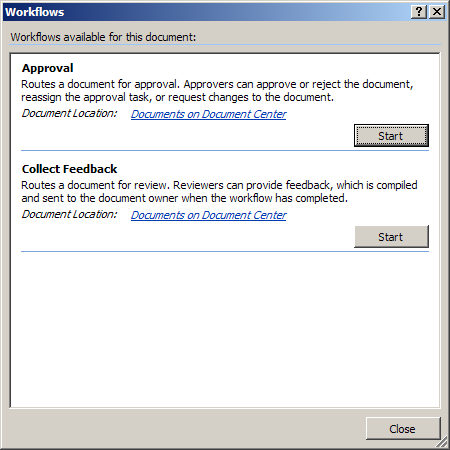 Workflows
Workflows available for this document:
Approval
Routes a document for approval. Approvers can approve or reject the document,
reassign the approval task, or request changes to the document.
Document Location: Documents on Document Center
Start
Collect Feedback
Routes a document for review. Reviewers can provide feedback, which is compiled
and sent to the document owner when the workflow has completed.
Document Location: Documents on Document Center
Start
Close